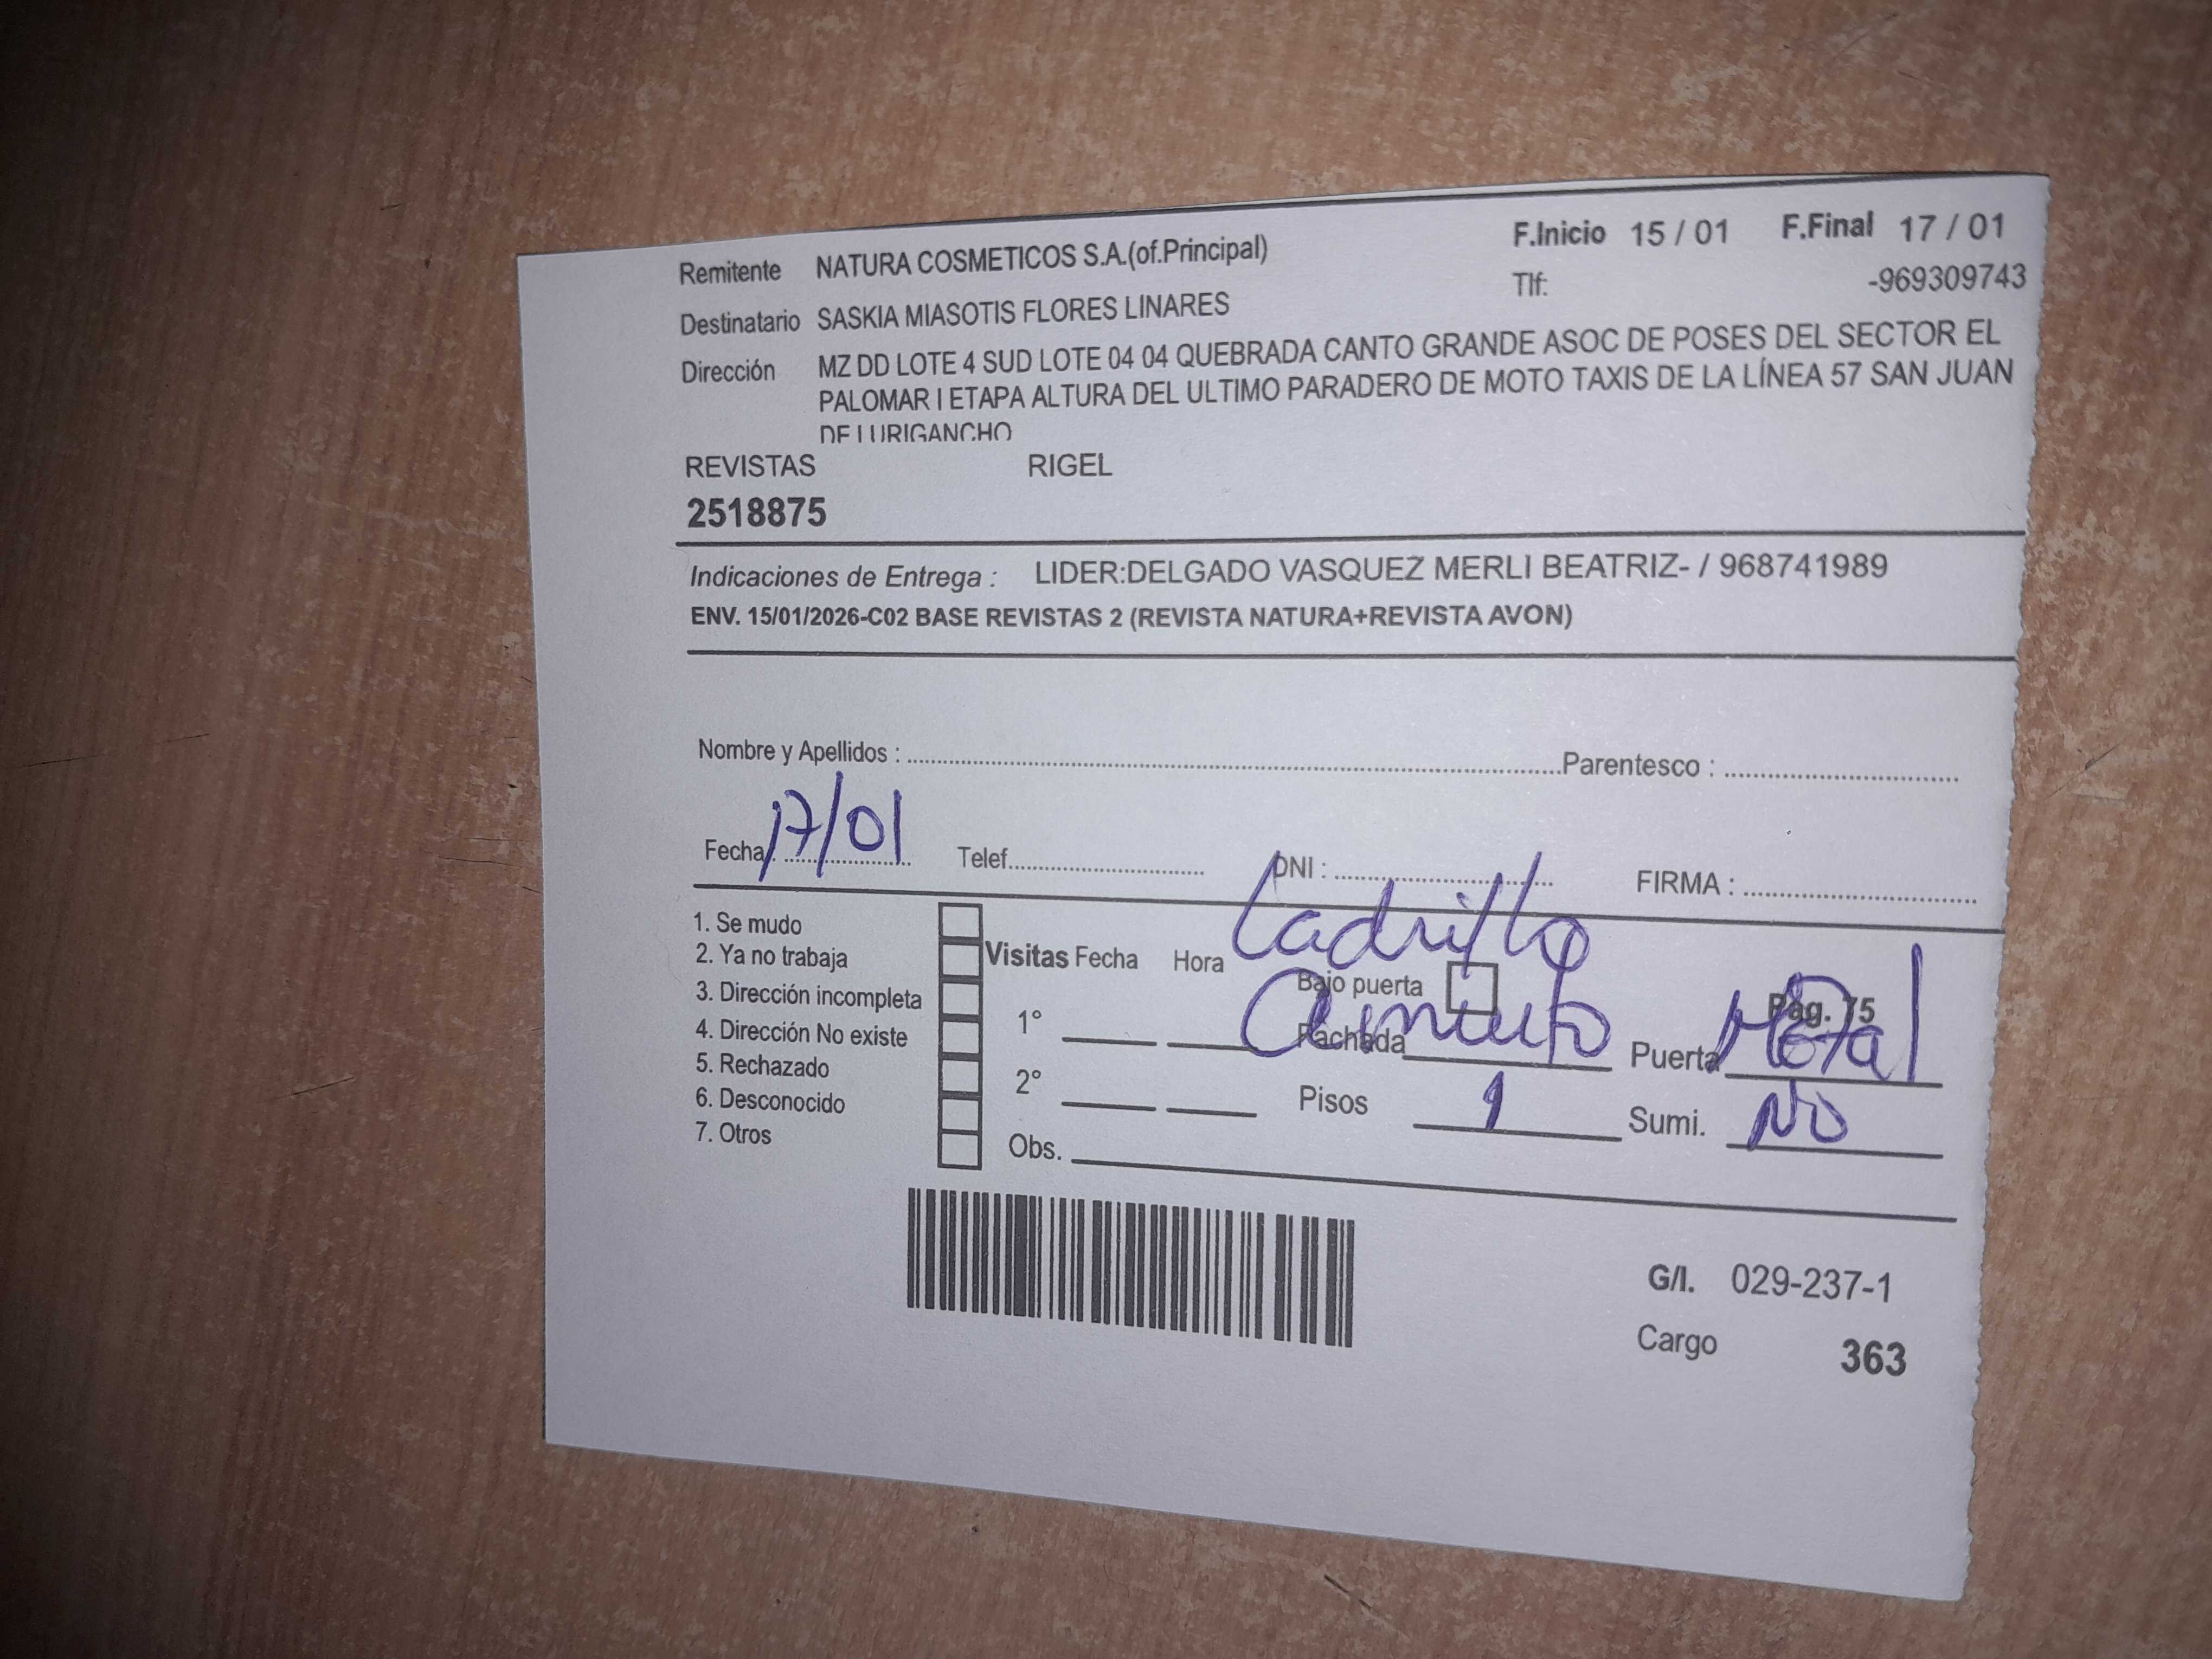 Remitente NATURA COSMETICOS S.A.(of.Principal) F.Inicio 15 / 01 F.Final 17 / 01
Tlf: -969309743
Destinatario SASKIA MIASOTIS FLORES LINARES
Dirección MZ DD LOTE 4 SUD LOTE 04 04 QUEBRADA CANTO GRANDE ASOC DE POSES DEL SECTOR EL
PALOMAR I ETAPA ALTURA DEL ULTIMO PARADERO DE MOTO TAXIS DE LA LÍNEA 57 SAN JUAN
DE LURIGANCHO
REVISTAS RIGEL
2518875
Indicaciones de Entrega : LIDER:DELGADO VASQUEZ MERLI BEATRIZ- / 968741989
ENV. 15/01/2026-C02 BASE REVISTAS 2 (REVISTA NATURA+REVISTA AVON)
Nombre y Apellidos : Parentesco :
Fecha: 17/01 Telef. DNI : FIRMA :
1. Se mudo
2. Ya no trabaja
3. Dirección incompleta
4. Dirección No existe
5. Rechazado
6. Desconocido
7. Otros
Visitas Fecha Hora
1°
2°
Obs.
Ladrillo
Bajo puerta
Fachada
Pag. 75
Puerta Metal
Pisos 1 Sumi. NO
G/I. 029-237-1
Cargo 363